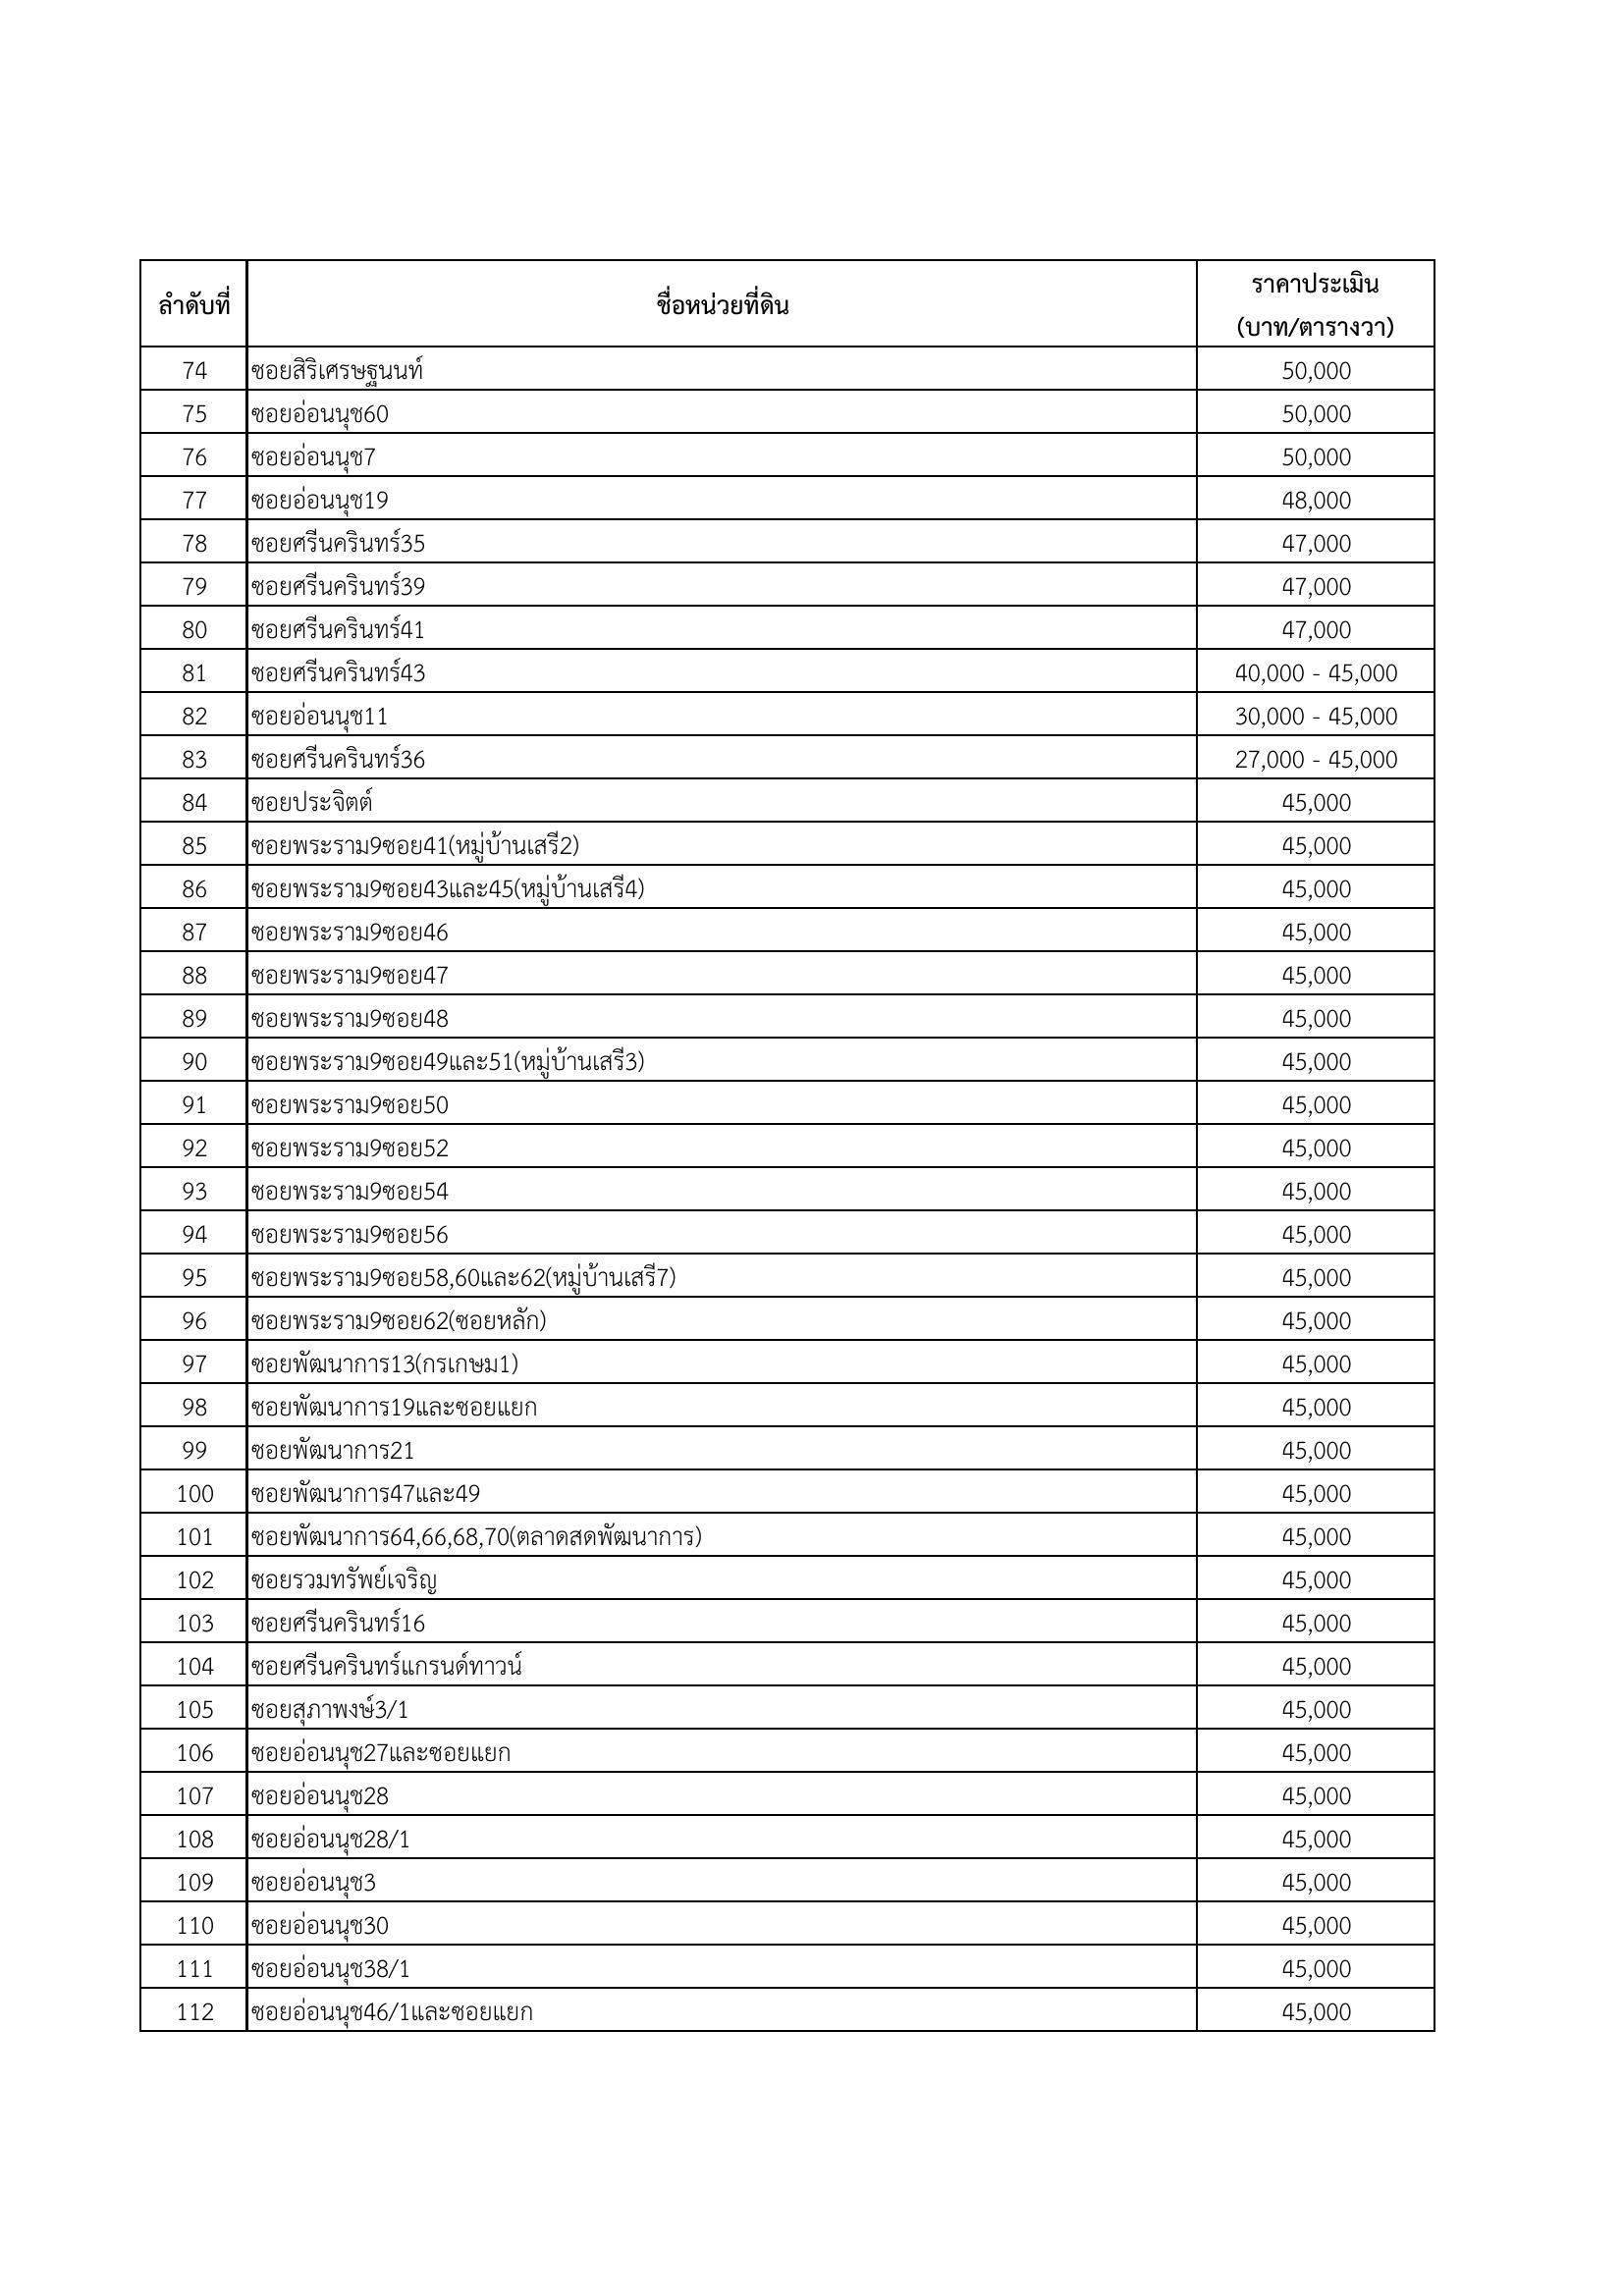 ลำดับที่ ชื่อหน่วยที่ดิน ราคาประเมิน
(บาท/ตารางวา)
74 ซอยสิริเศรษฐนนท์ 50,000
75 ซอยอ่อนนุช60 50,000
76 ซอยอ่อนนุช7 50,000
77 ซอยอ่อนนุช19 48,000
78 ซอยศรีนครินทร์35 47,000
79 ซอยศรีนครินทร์39 47,000
80 ซอยศรีนครินทร์41 47,000
81 ซอยศรีนครินทร์43 40,000 - 45,000
82 ซอยอ่อนนุช11 30,000 - 45,000
83 ซอยศรีนครินทร์36 27,000 - 45,000
84 ซอยประจิตต์ 45,000
85 ซอยพระราม9ซอย41(หมู่บ้านเสรี2) 45,000
86 ซอยพระราม9ซอย43และ45(หมู่บ้านเสรี4) 45,000
87 ซอยพระราม9ซอย46 45,000
88 ซอยพระราม9ซอย47 45,000
89 ซอยพระราม9ซอย48 45,000
90 ซอยพระราม9ซอย49และ51(หมู่บ้านเสรี3) 45,000
91 ซอยพระราม9ซอย50 45,000
92 ซอยพระราม9ซอย52 45,000
93 ซอยพระราม9ซอย54 45,000
94 ซอยพระราม9ซอย56 45,000
95 ซอยพระราม9ซอย58,60และ62(หมู่บ้านเสรี7) 45,000
96 ซอยพระราม9ซอย62(ซอยหลัก) 45,000
97 ซอยพัฒนาการ13(กรเกษม1) 45,000
98 ซอยพัฒนาการ19และซอยแยก 45,000
99 ซอยพัฒนาการ21 45,000
100 ซอยพัฒนาการ47และ49 45,000
101 ซอยพัฒนาการ64,66,68,70(ตลาดสดพัฒนาการ) 45,000
102 ซอยรวมทรัพย์เจริญ 45,000
103 ซอยศรีนครินทร์16 45,000
104 ซอยศรีนครินทร์แกรนด์ทาวน์ 45,000
105 ซอยสุภาพงษ์3/1 45,000
106 ซอยอ่อนนุช27และซอยแยก 45,000
107 ซอยอ่อนนุช28 45,000
108 ซอยอ่อนนุช28/1 45,000
109 ซอยอ่อนนุช3 45,000
110 ซอยอ่อนนุช30 45,000
111 ซอยอ่อนนุช38/1 45,000
112 ซอยอ่อนนุช46/1และซอยแยก 45,000